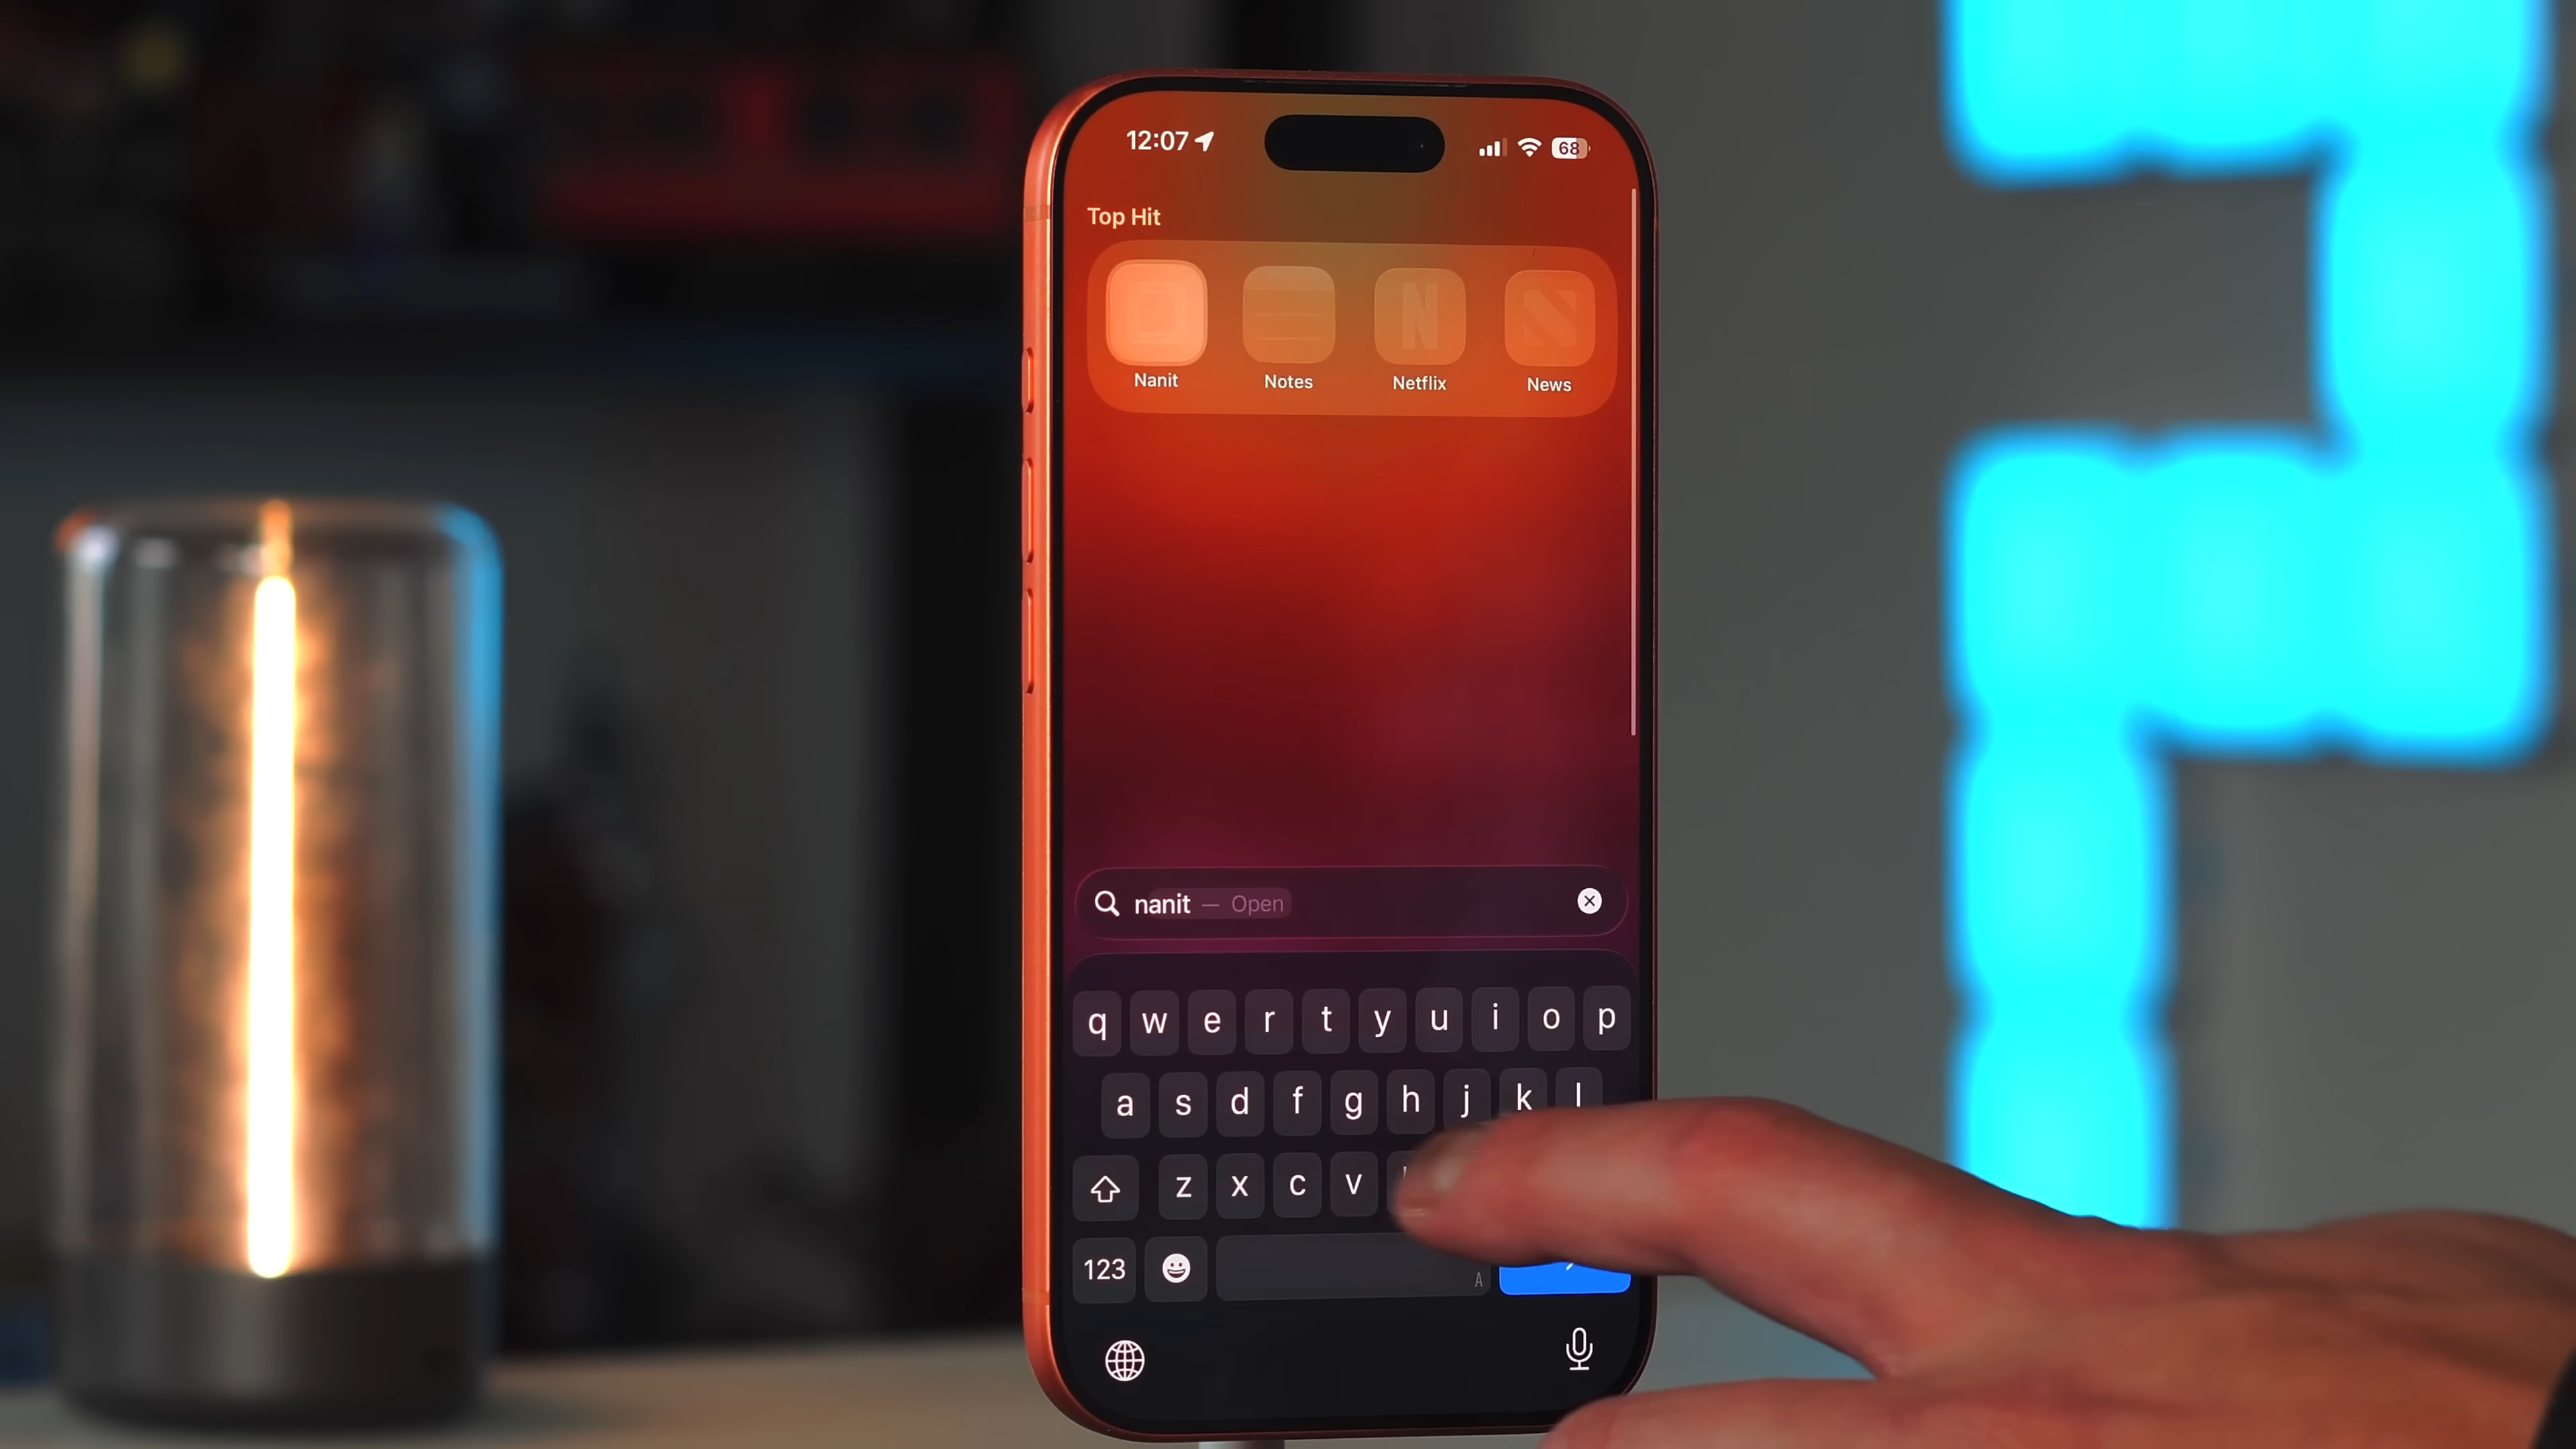 12:07 68
Top Hit
N
Nanit Notes Netflix News
nanit — Open
q w e r t y u i o p
a s d f g h j k l
z x c v
123 A